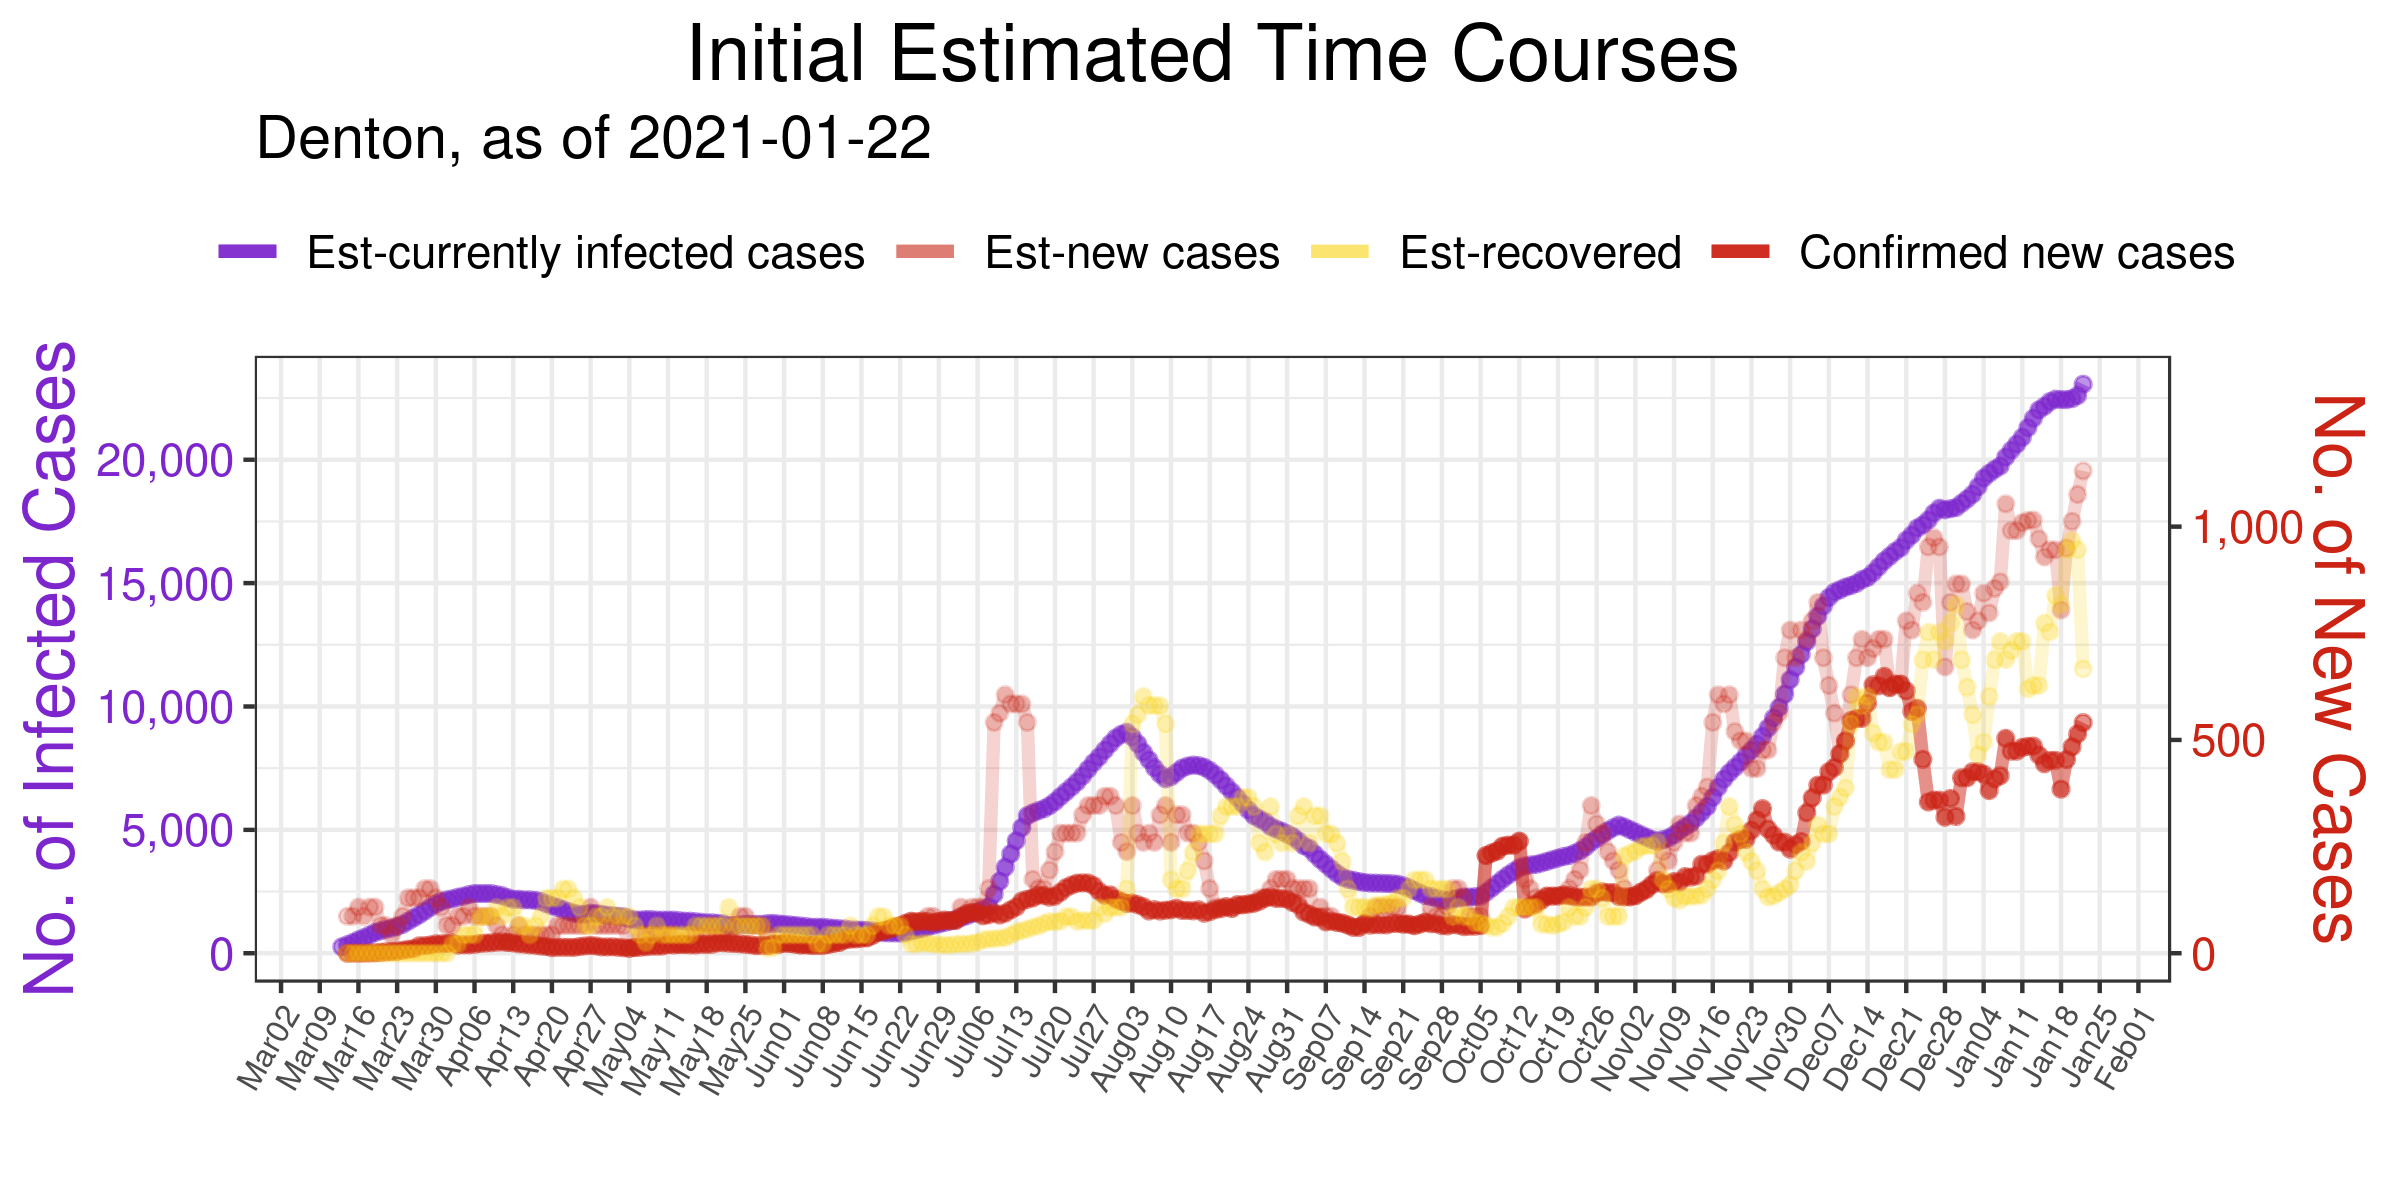 Initial Estimated Time Courses
Denton, as of 2021-01-22
Est-currently infected cases Est-new cases Est-recovered Confirmed new cases
No. of Infected Cases
20,000
15,000
10,000
5,000
0
1,000
500
0
No. of New Cases
Mar02 Mar09 Mar16 Mar23 Mar30 Apr06 Apr13 Apr20 Apr27 May04 May11 May18 May25 Jun01 Jun08 Jun15 Jun22 Jun29 Jul06 Jul13 Jul20 Jul27 Aug03 Aug10 Aug17 Aug24 Aug31 Sep07 Sep14 Sep21 Sep28 Oct05 Oct12 Oct19 Oct26 Nov02 Nov09 Nov16 Nov23 Nov30 Dec07 Dec14 Dec21 Dec28 Jan04 Jan11 Jan18 Jan25 Feb01